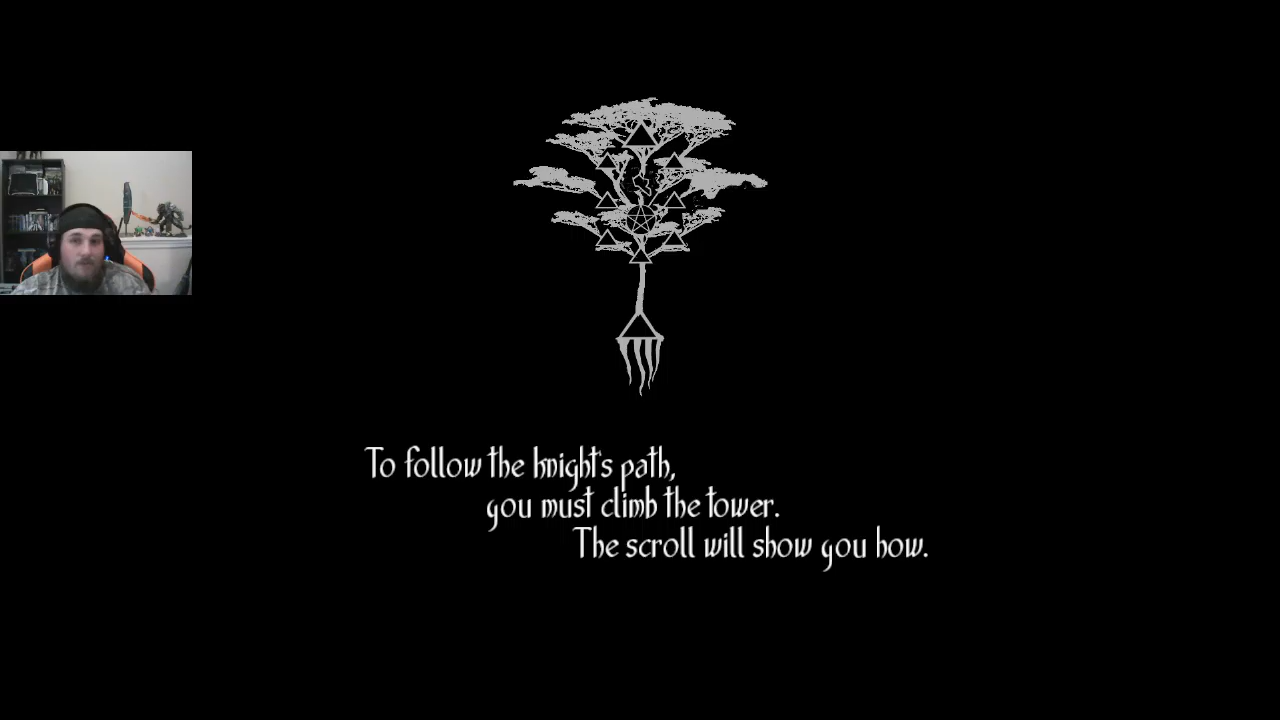 To follow the knight's path,
you must climb the tower.
The scroll will show you how.